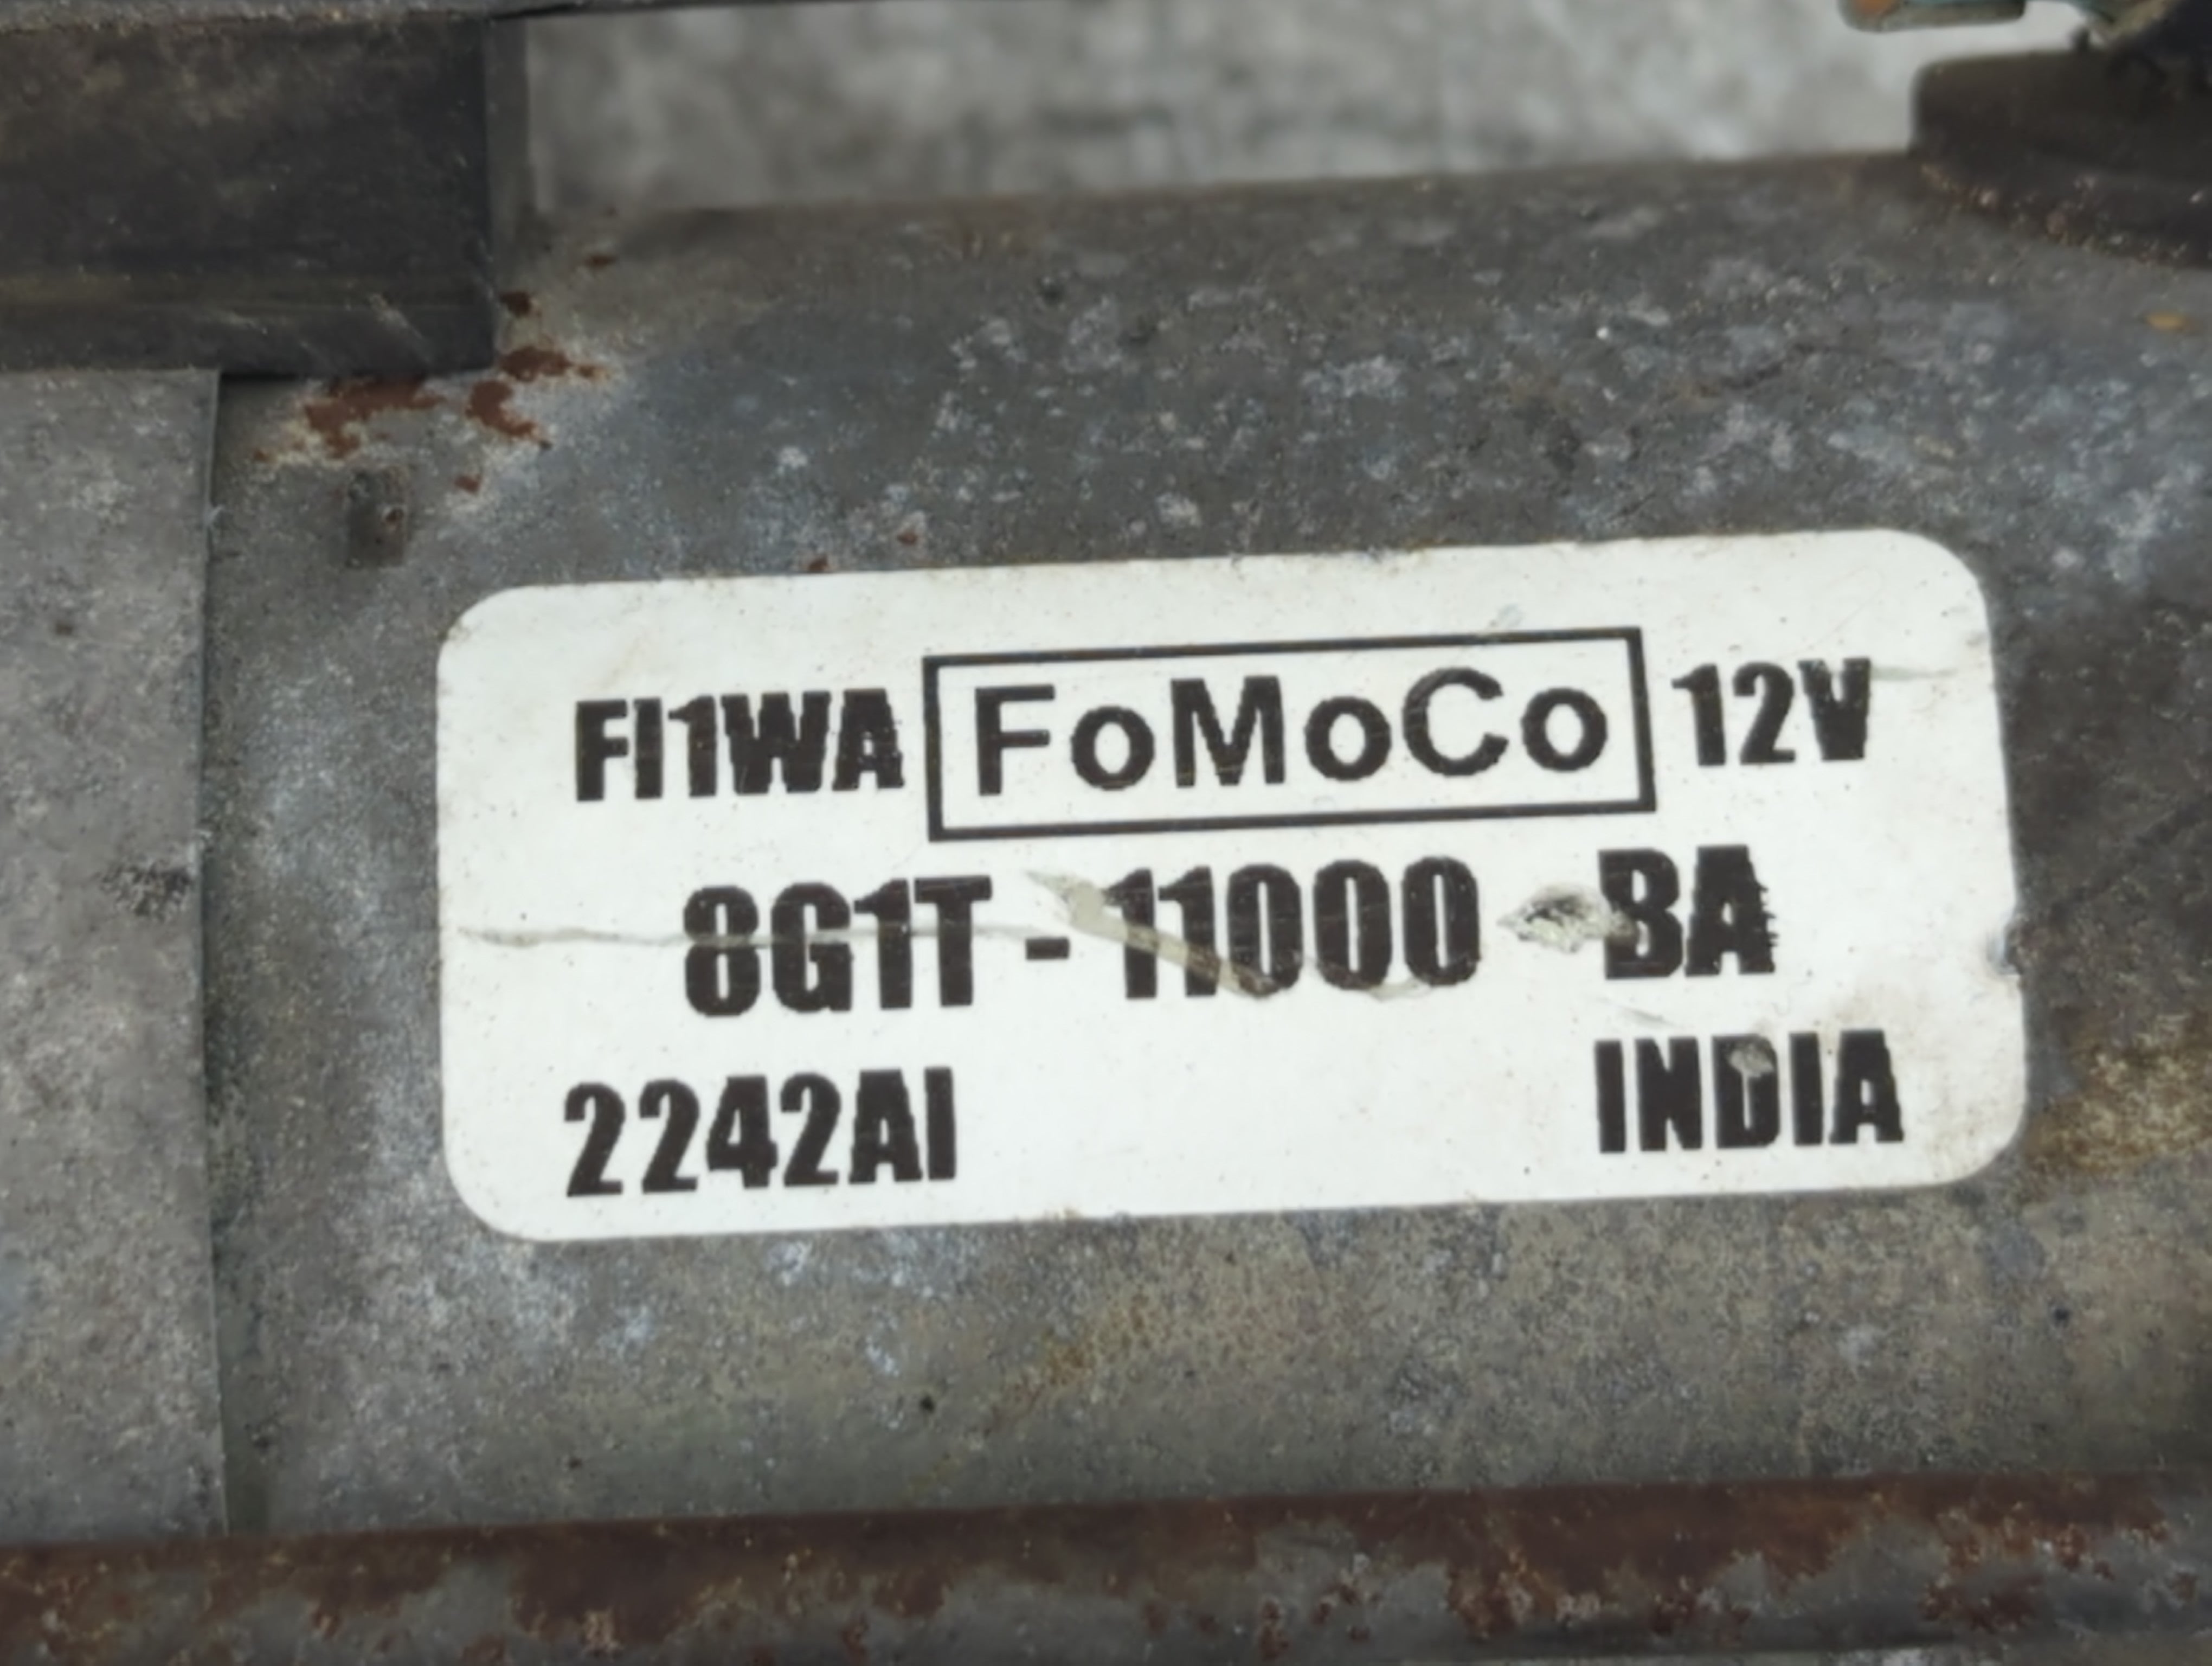 FI1WA FoMoCo 12V
8G1T - 11000 - BA
2242AI INDIA